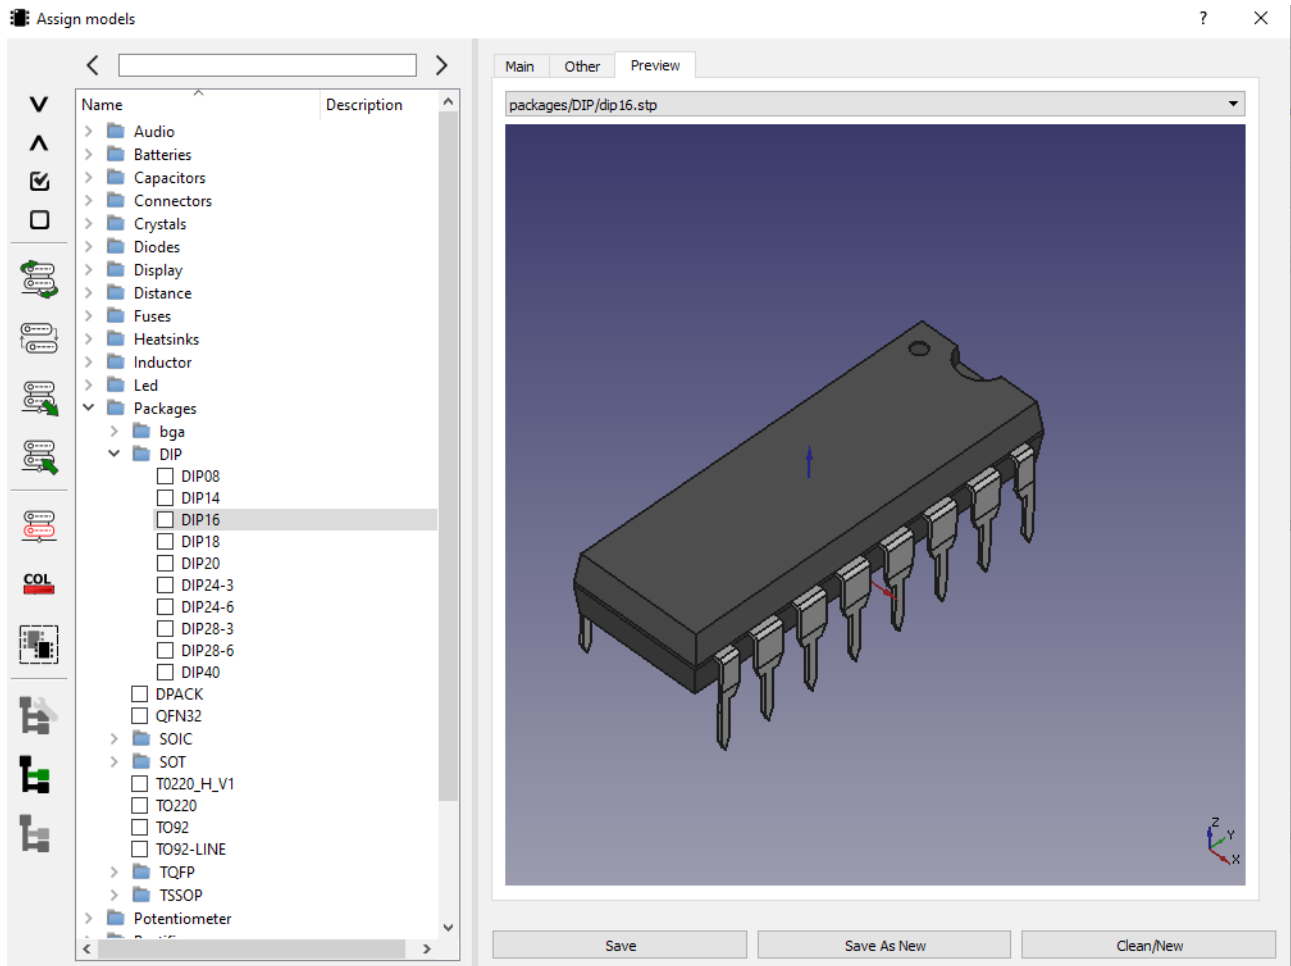 Assign models
?
Name Description
Audio
Batteries
Capacitors
Connectors
Crystals
Diodes
Display
Distance
Fuses
Heatsinks
Inductor
Led
Packages
bga
DIP
DIP08
DIP14
DIP16
DIP18
DIP20
DIP24-3
DIP24-6
DIP28-3
DIP28-6
DIP40
DPACK
QFN32
SOIC
SOT
T0220_H_V1
TO220
TO92
TO92-LINE
TQFP
TSSOP
Potentiometer
COL
Main Other Preview
packages/DIP/dip16.stp
Z
Y
X
Save Save As New Clean/New